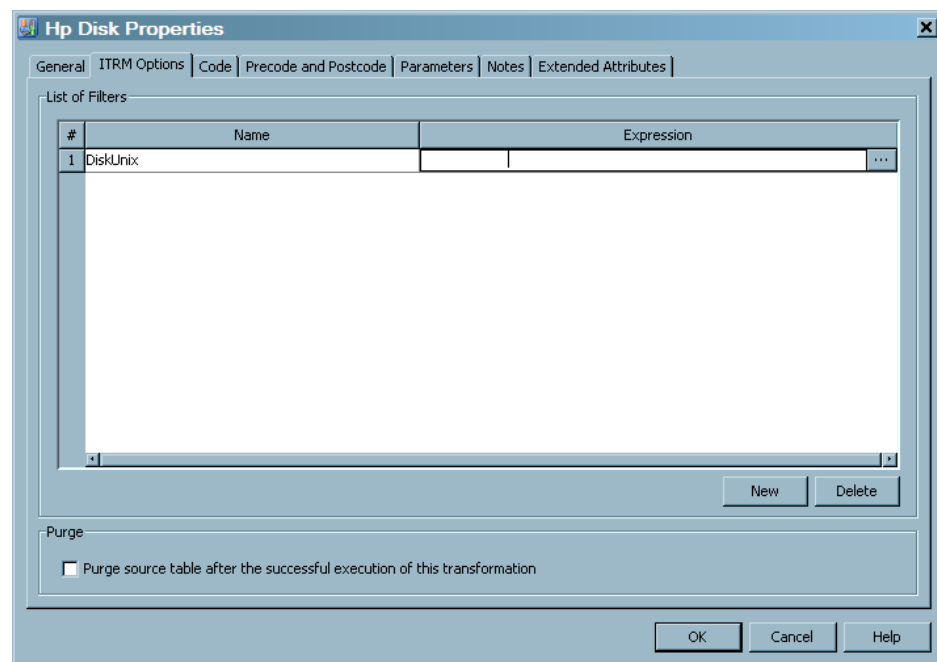 Hp Disk Properties
General ITRM Options Code Precode and Postcode Parameters Notes Extended Attributes
List of Filters
# Name Expression
1 DiskUnix ...
New Delete
Purge
Purge source table after the successful execution of this transformation
OK Cancel Help